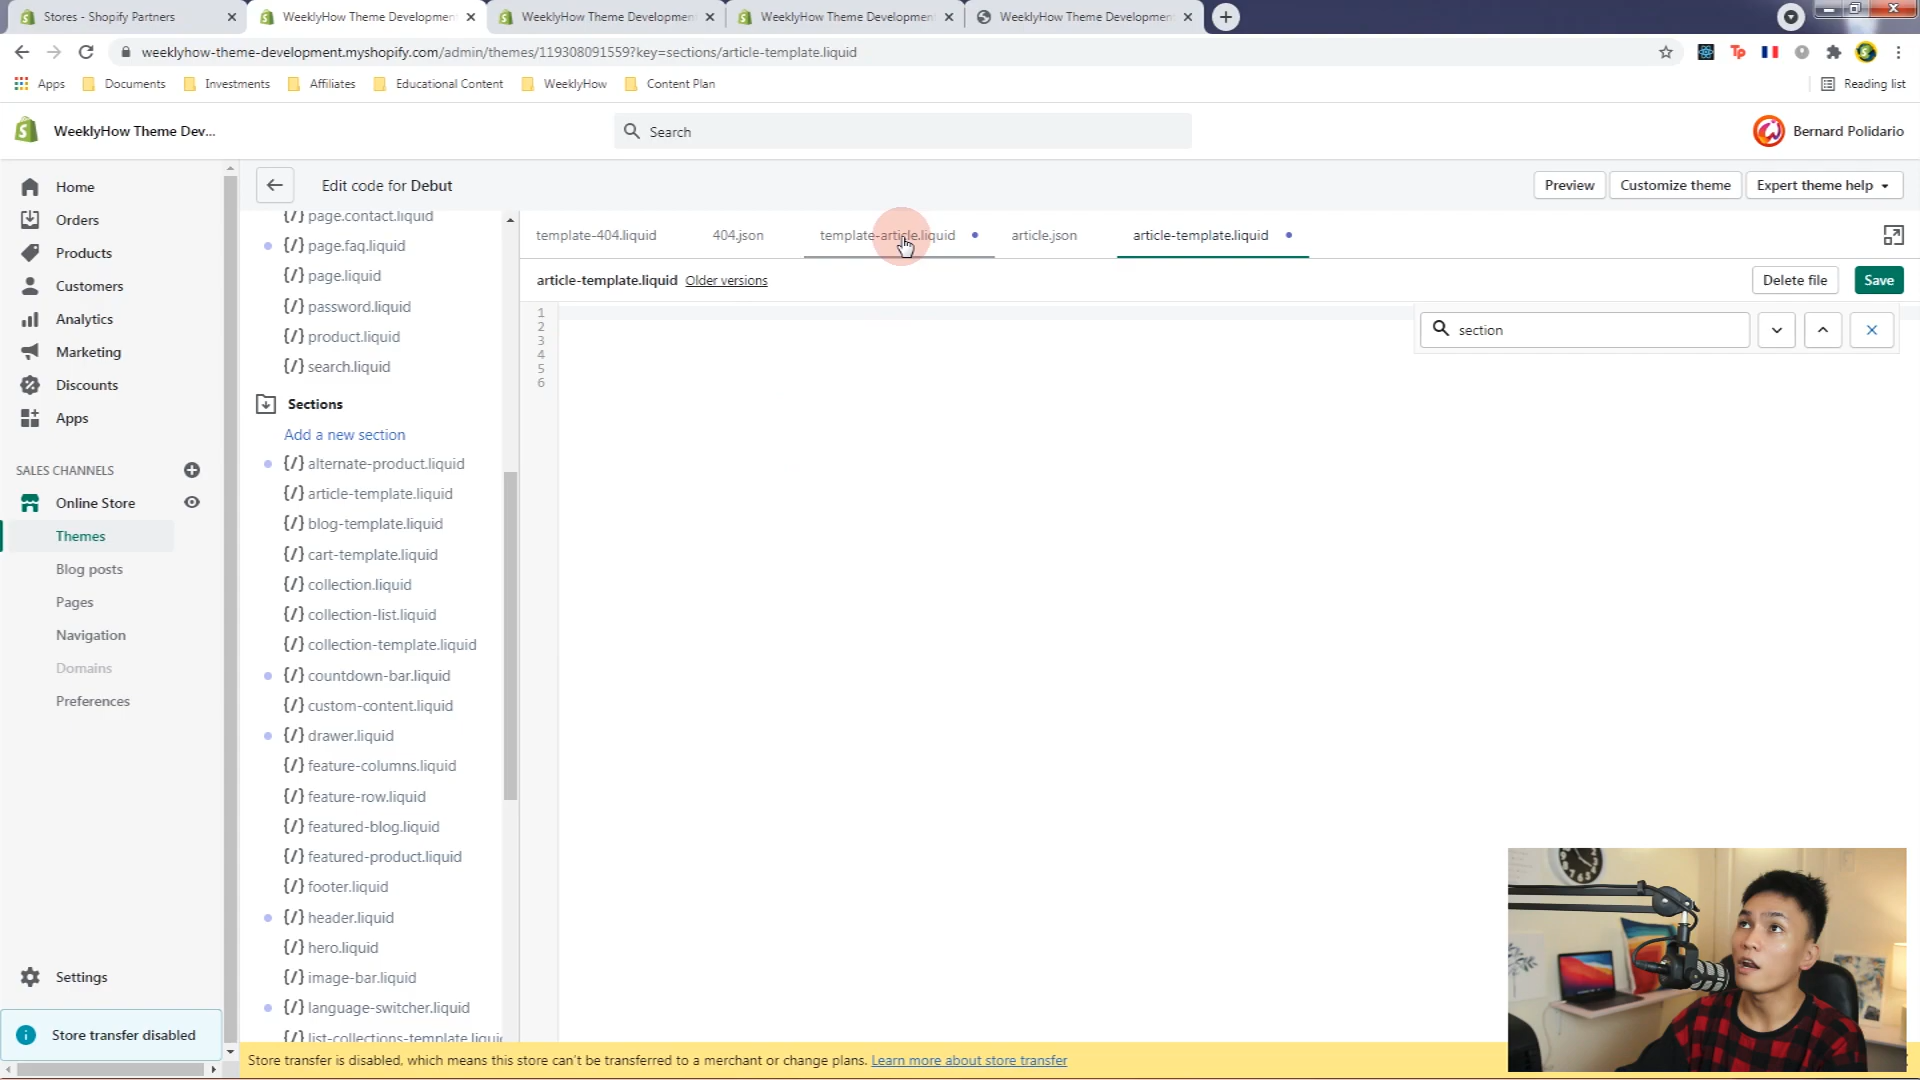 Stores - Shopify Partners
WeeklyHow Theme Development
WeeklyHow Theme Development
WeeklyHow Theme Development
WeeklyHow Theme Development
weeklyhow-theme-development.myshopify.com/admin/themes/119308091559?key=sections/article-template.liquid
Apps
Documents
Investments
Affiliates
Educational Content
WeeklyHow
Content Plan
Reading list
WeeklyHow Theme Dev...
Search
Bernard Polidario
Home
Orders
Products
Customers
Analytics
Marketing
Discounts
Apps
SALES CHANNELS
Online Store
Themes
Blog posts
Pages
Navigation
Domains
Preferences
Settings
Store transfer disabled
Edit code for Debut
Preview
Customize theme
Expert theme help
{/} page.contact.liquid
{/} page.faq.liquid
{/} page.liquid
{/} password.liquid
{/} product.liquid
{/} search.liquid
Sections
Add a new section
{/} alternate-product.liquid
{/} article-template.liquid
{/} blog-template.liquid
{/} cart-template.liquid
{/} collection.liquid
{/} collection-list.liquid
{/} collection-template.liquid
{/} countdown-bar.liquid
{/} custom-content.liquid
{/} drawer.liquid
{/} feature-columns.liquid
{/} feature-row.liquid
{/} featured-blog.liquid
{/} featured-product.liquid
{/} footer.liquid
{/} header.liquid
{/} hero.liquid
{/} image-bar.liquid
{/} language-switcher.liquid
{/} list-collections-template.liquid
template-404.liquid
404.json
template-article.liquid
article.json
article-template.liquid
article-template.liquid Older versions
Delete file
Save
1
2
3
4
5
6
section
Store transfer is disabled, which means this store can't be transferred to a merchant or change plans. Learn more about store transfer